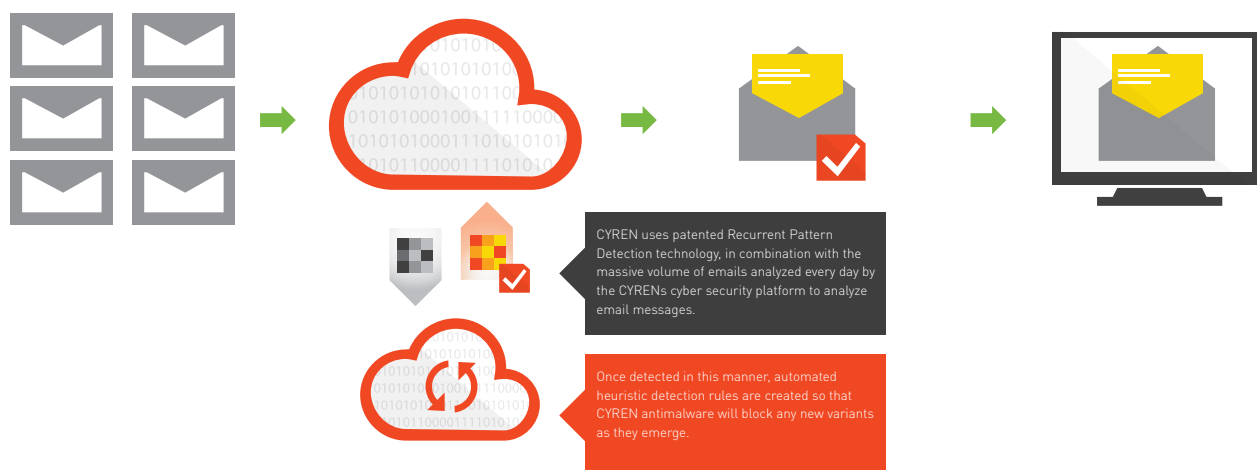 CYREN uses patented Recurrent Pattern
Detection technology, in combination with the
massive volume of emails analyzed every day by
the CYRENs cyber security platform to analyze
email messages.
Once detected in this manner, automated
heuristic detection rules are created so that
CYREN antimalware will block any new variants
as they emerge.